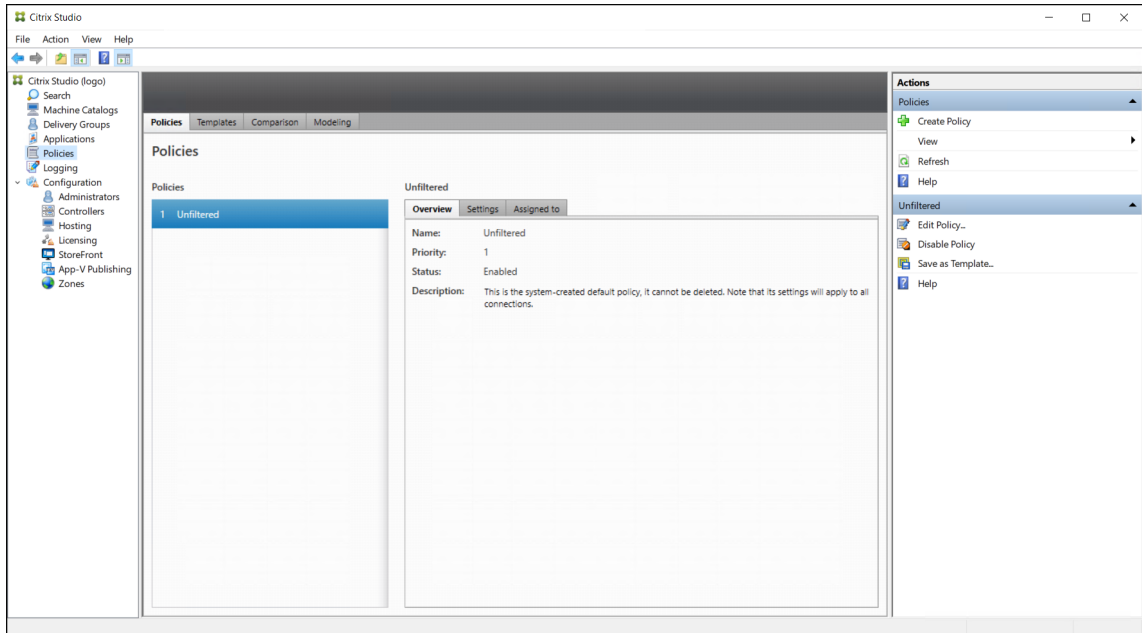 Citrix Studio
File Action View Help
Citrix Studio (logo)
Search
Machine Catalogs
Delivery Groups
Applications
Policies
Logging
Configuration
Administrators
Controllers
Hosting
Licensing
StoreFront
App-V Publishing
Zones
Policies Templates Comparison Modeling
Policies
Policies
1 Unfiltered
Unfiltered
Overview Settings Assigned to
Name: Unfiltered
Priority: 1
Status: Enabled
Description: This is the system-created default policy, it cannot be deleted. Note that its settings will apply to all
connections.
Actions
Policies
Create Policy
View
Refresh
Help
Unfiltered
Edit Policy...
Disable Policy
Save as Template...
Help